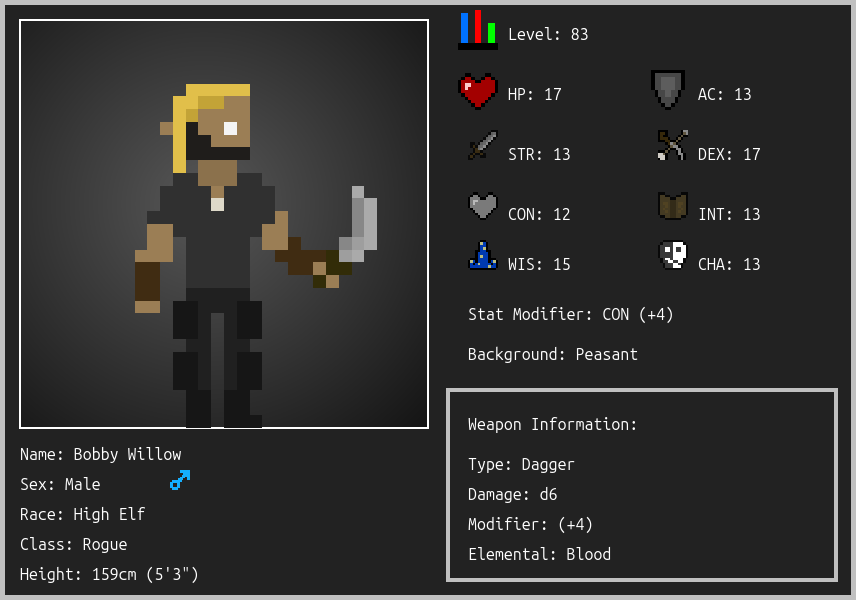 Level: 83
HP: 17
AC: 13
STR: 13
DEX: 17
CON: 12
INT: 13
WIS: 15
CHA: 13
Stat Modifier: CON (+4)
Background: Peasant
Weapon Information:
Type: Dagger
Damage: d6
Modifier: (+4)
Elemental: Blood
Name: Bobby Willow
Sex: Male
Race: High Elf
Class: Rogue
Height: 159cm (5'3")